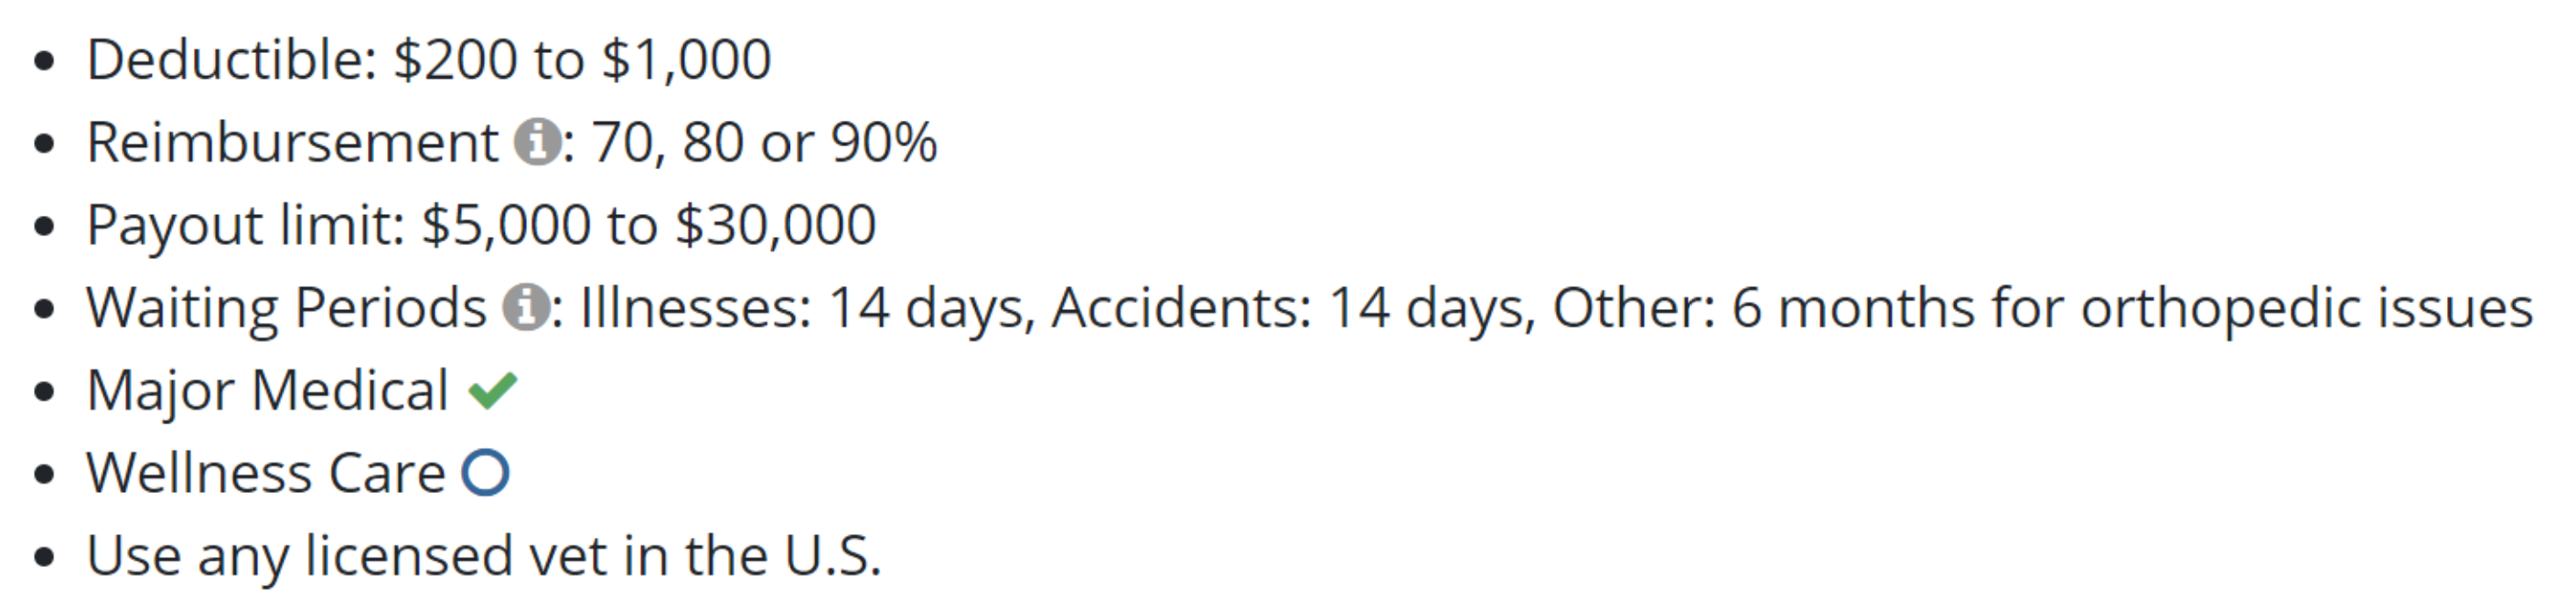 • Deductible: $200 to $1,000
• Reimbursement ℹ: 70, 80 or 90%
• Payout limit: $5,000 to $30,000
• Waiting Periods ℹ: Illnesses: 14 days, Accidents: 14 days, Other: 6 months for orthopedic issues
• Major Medical ✔
• Wellness Care ○
• Use any licensed vet in the U.S.